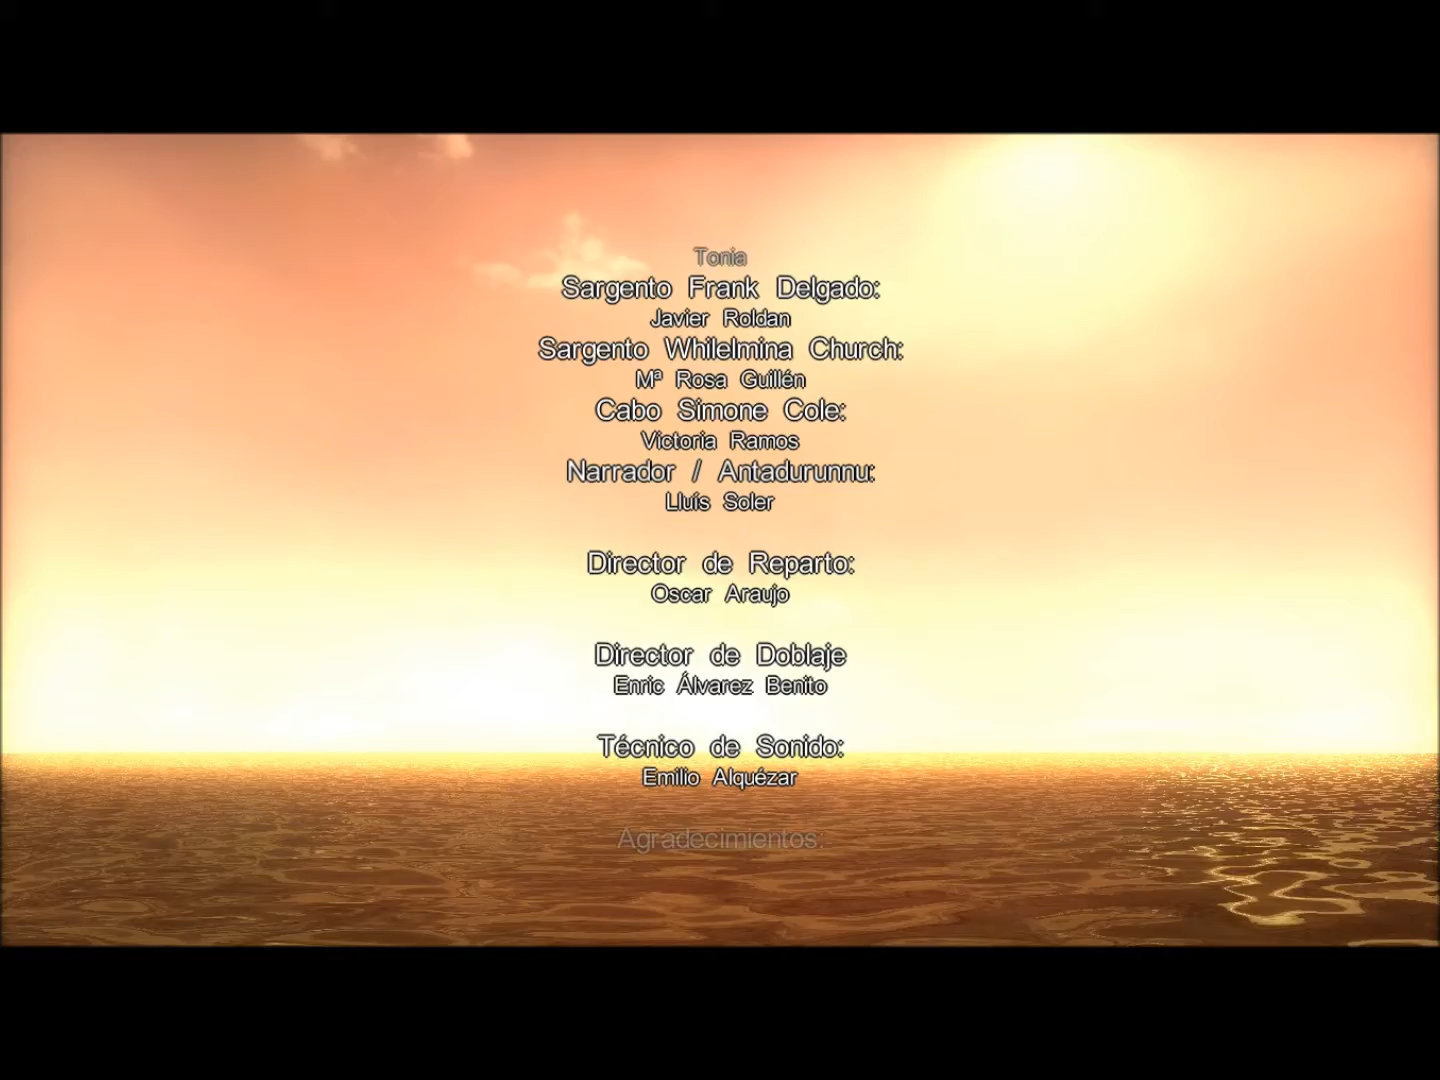 Tonia
Sargento Frank Delgado:
Javier Roldan
Sargento Whilelmina Church:
Mª Rosa Guillén
Cabo Simone Cole:
Victoria Ramos
Narrador / Antadurunnu:
Lluís Soler
Director de Reparto:
Oscar Araujo
Director de Doblaje
Enric Álvarez Benito
Técnico de Sonido:
Emilio Alquézar
Agradecimientos: